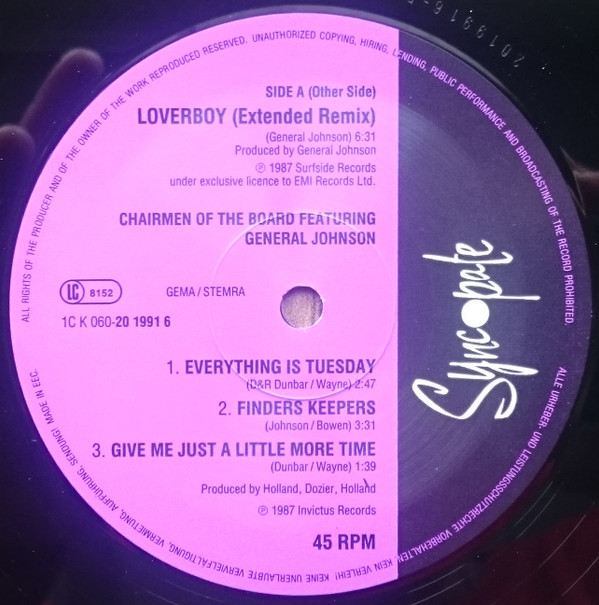 ALL RIGHTS OF THE PRODUCER AND OF THE OWNER OF THE WORK REPRODUCED RESERVED. UNAUTHORIZED COPYING, HIRING, LENDING, PUBLIC PERFORMANCE AND BROADCASTING OF THE RECORD PROHIBITED.
SIDE A (Other Side)
LOVERBOY (Extended Remix)
(General Johnson) 6:31
Produced by General Johnson
℗ 1987 Surfside Records
under exclusive licence to EMI Records Ltd.
CHAIRMEN OF THE BOARD FEATURING
GENERAL JOHNSON
LC 8152
GEMA / STEMRA
1C K 060-20 1991 6
Syncopate
1. EVERYTHING IS TUESDAY
(D&R Dunbar / Wayne) 2:47
2. FINDERS KEEPERS
(Johnson / Bowen) 3:31
3. GIVE ME JUST A LITTLE MORE TIME
(Dunbar / Wayne) 1:39
Produced by Holland, Dozier, Holland
℗ 1987 Invictus Records
45 RPM
ALLE URHEBER- UND LEISTUNGSSCHUTZRECHTE VORBEHALTEN. KEIN VERLEIH! KEINE UNERLAUBTE VERVIELFÄLTIGUNG, VERMIETUNG, AUFFÜHRUNG, SENDUNG! MADE IN EEC.